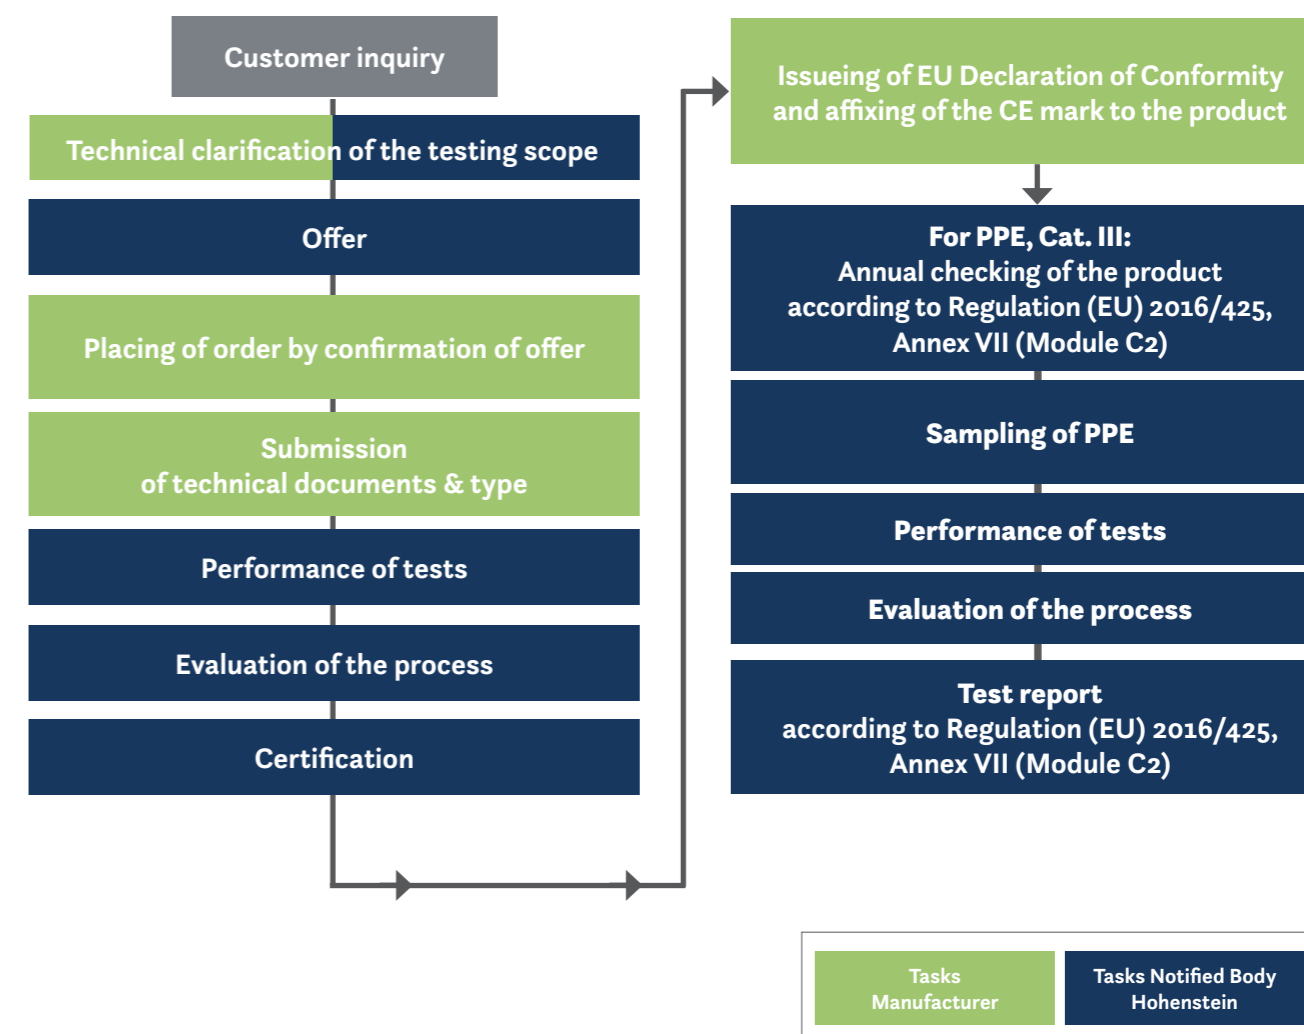 Customer inquiry
Technical clarification of the testing scope
Offer
Placing of order by confirmation of offer
Submission
of technical documents & type
Performance of tests
Evaluation of the process
Certification
Issueing of EU Declaration of Conformity
and affixing of the CE mark to the product
For PPE, Cat. III:
Annual checking of the product
according to Regulation (EU) 2016/425,
Annex VII (Module C2)
Sampling of PPE
Performance of tests
Evaluation of the process
Test report
according to Regulation (EU) 2016/425,
Annex VII (Module C2)
Tasks
Manufacturer
Tasks Notified Body
Hohenstein